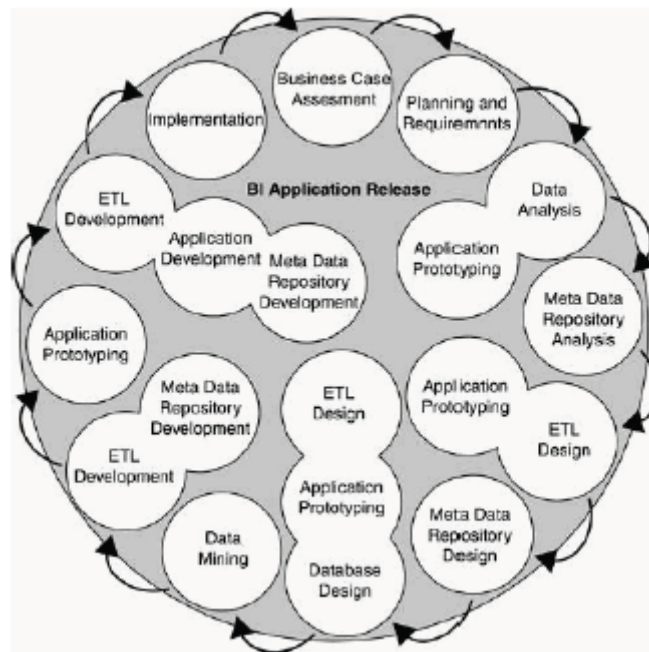 Business Case
Assesment
Implementation
Planning and
Requiremnnts
BI Application Release
ETL
Development
Data
Analysis
Application
Development
Application
Prototyping
Meta Data
Repository
Development
Meta Data
Repository
Analysis
Application
Prototyping
Meta Data
Repository
Development
ETL
Design
Application
Prototyping
ETL
Design
ETL
Development
Application
Prototyping
Meta Data
Repository
Design
Data
Mining
Database
Design